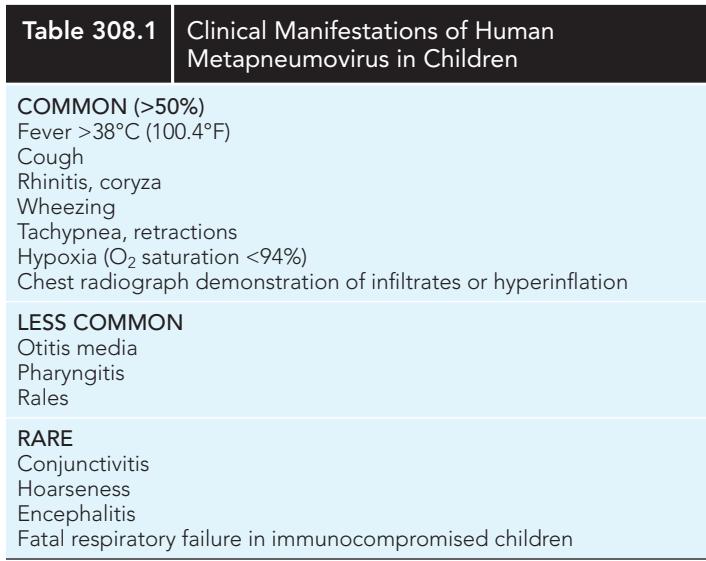 Table 308.1
Clinical Manifestations of Human
Metapneumovirus in Children
COMMON (>50%)
Fever >38°C (100.4°F)
Cough
Rhinitis, coryza
Wheezing
Tachypnea, retractions
Hypoxia (O₂ saturation <94%)
Chest radiograph demonstration of infiltrates or hyperinflation
LESS COMMON
Otitis media
Pharyngitis
Rales
RARE
Conjunctivitis
Hoarseness
Encephalitis
Fatal respiratory failure in immunocompromised children